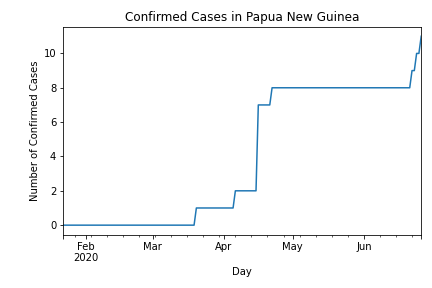 Confirmed Cases in Papua New Guinea
Number of Confirmed Cases
10
8
6
4
2
0
Feb
2020
Mar
Apr
May
Jun
Day